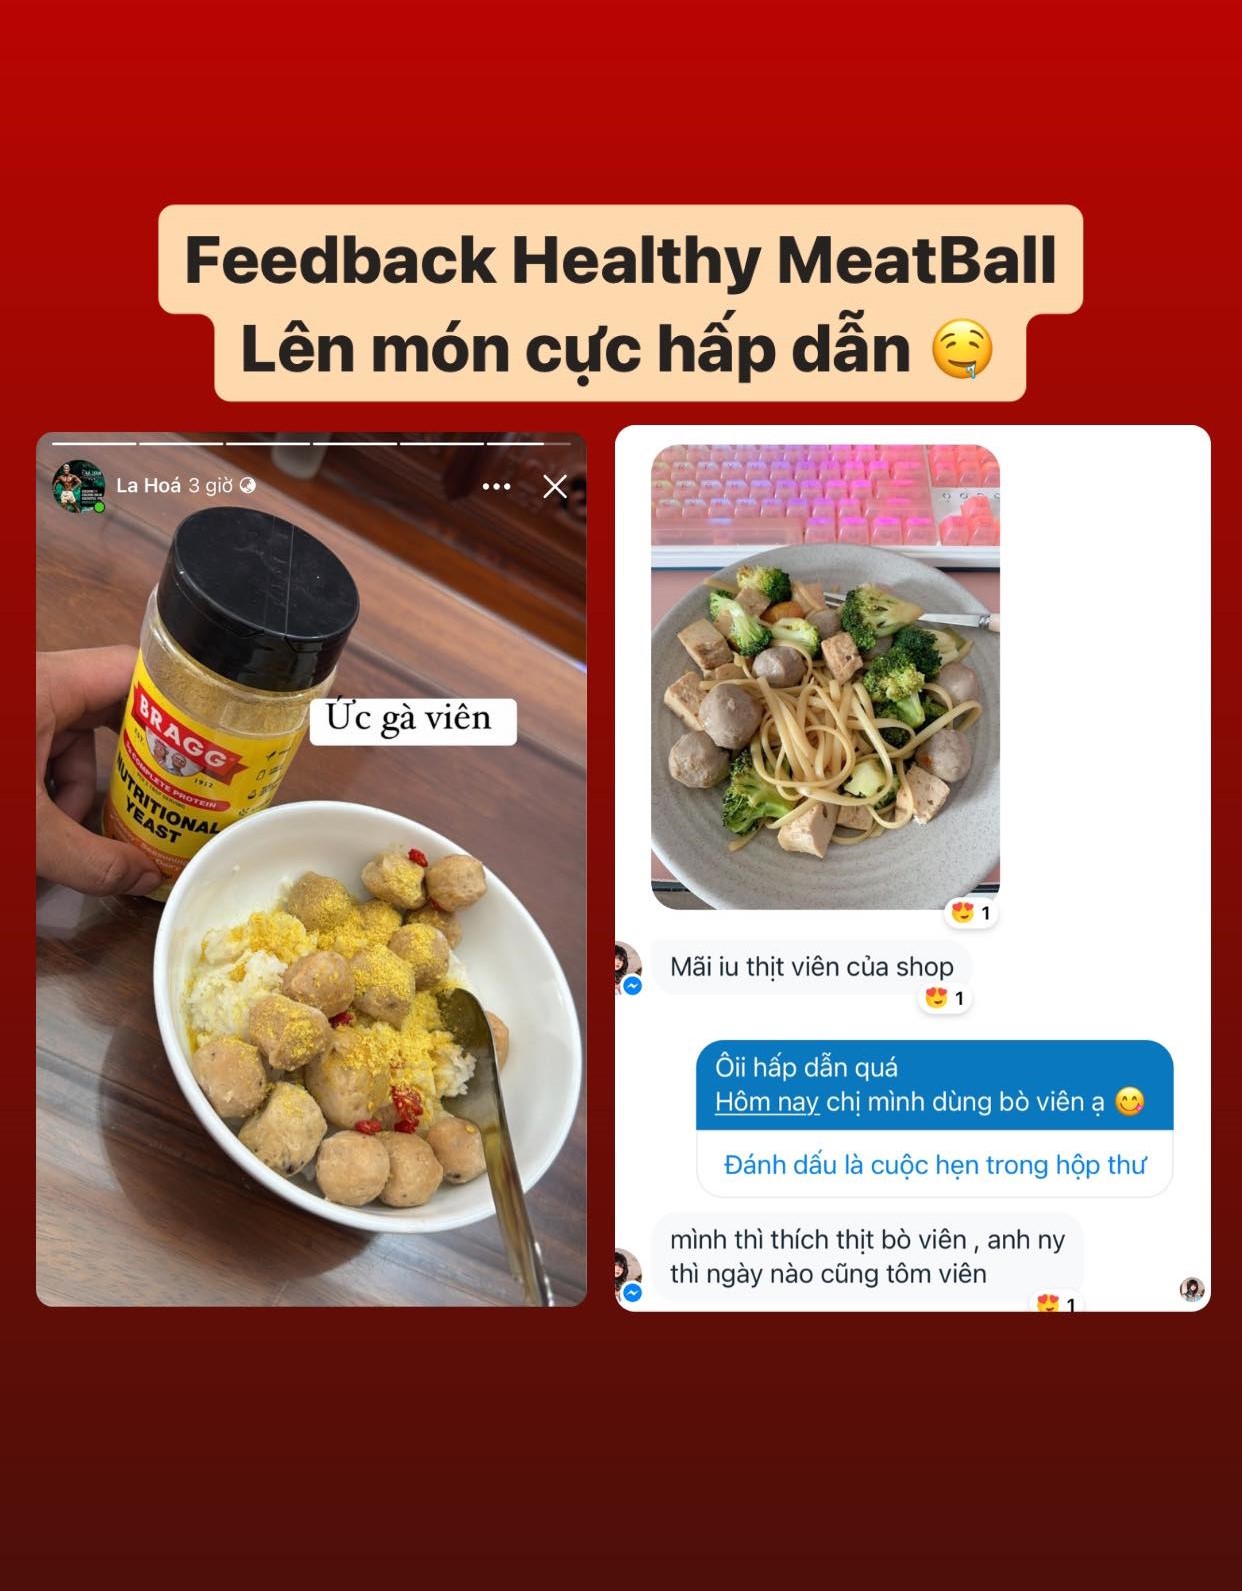 Feedback Healthy MeatBall
Lên món cực hấp dẫn 🤤
La Hoá 3 giờ
BRAGG
EST. 1912
COMPLETE PROTEIN
NUTRITIONAL
YEAST
Ức gà viên
1
Mãi iu thịt viên của shop
1
Ôii hấp dẫn quá
Hôm nay chị mình dùng bò viên ạ 😋
Đánh dấu là cuộc hẹn trong hộp thư
mình thì thích thịt bò viên , anh ny
thì ngày nào cũng tôm viên
1